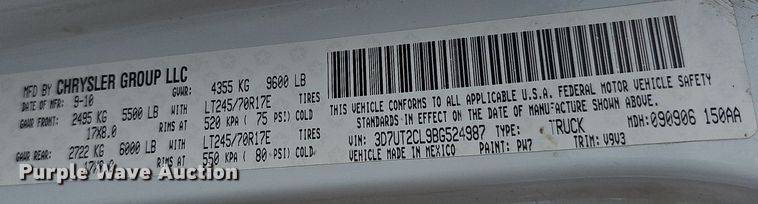 MFD BY CHRYSLER GROUP LLC
DATE OF MFR: 9-10 GVWR: 4355 KG 9600 LB
GAWR FRONT: 2495 KG 5500 LB WITH LT245/70R17E TIRES
17X8.0 RIMS AT 520 KPA ( 75 PSI) COLD
GAWR REAR: 2722 KG 6000 LB WITH LT245/70R17E TIRES
17X8.0 RIMS AT 550 KPA ( 80 PSI) COLD
THIS VEHICLE CONFORMS TO ALL APPLICABLE U.S.A. FEDERAL MOTOR VEHICLE SAFETY
STANDARDS IN EFFECT ON THE DATE OF MANUFACTURE SHOWN ABOVE.
MDH: 090906 150AA
VIN: 3D7UT2CL9BG524987 TYPE: TRUCK
VEHICLE MADE IN MEXICO PAINT: PW7 TRIM: V9V3
Purple Wave Auction